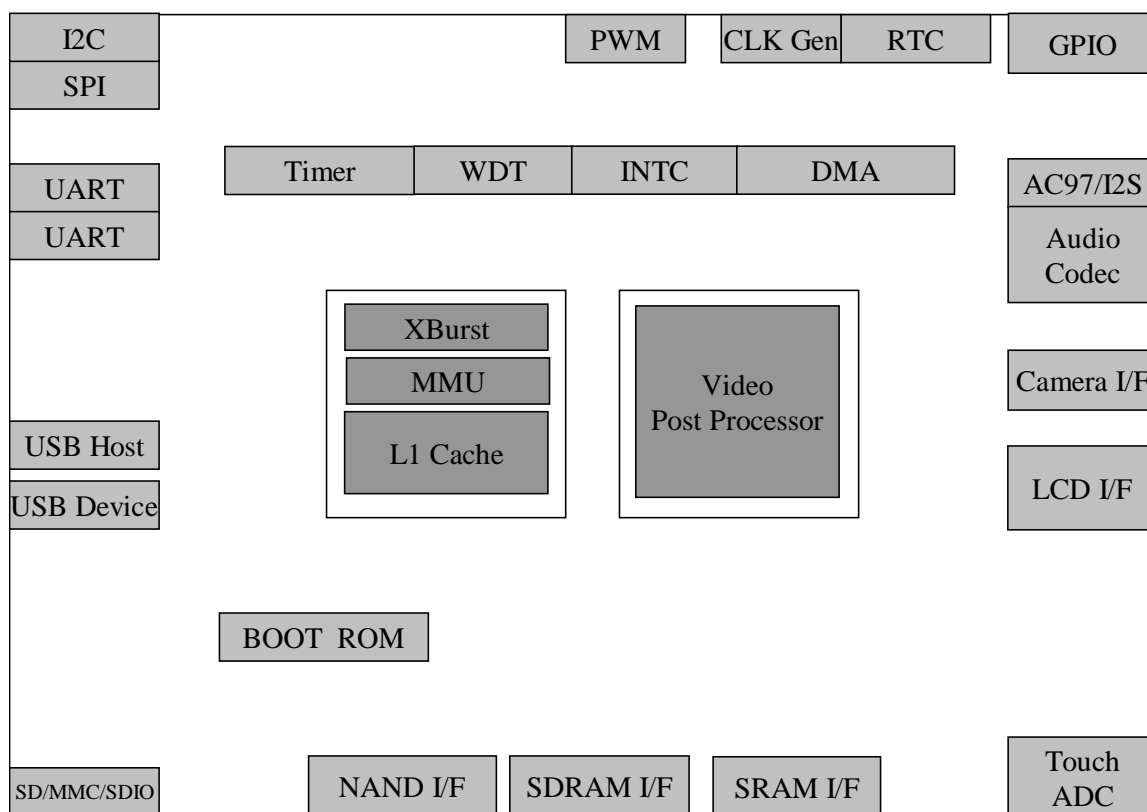 I2C
SPI
PWM
CLK Gen
RTC
GPIO
Timer
WDT
INTC
DMA
UART
UART
AC97/I2S
Audio
Codec
XBurst
MMU
L1 Cache
Video
Post Processor
Camera I/F
USB Host
USB Device
LCD I/F
BOOT ROM
SD/MMC/SDIO
NAND I/F
SDRAM I/F
SRAM I/F
Touch
ADC